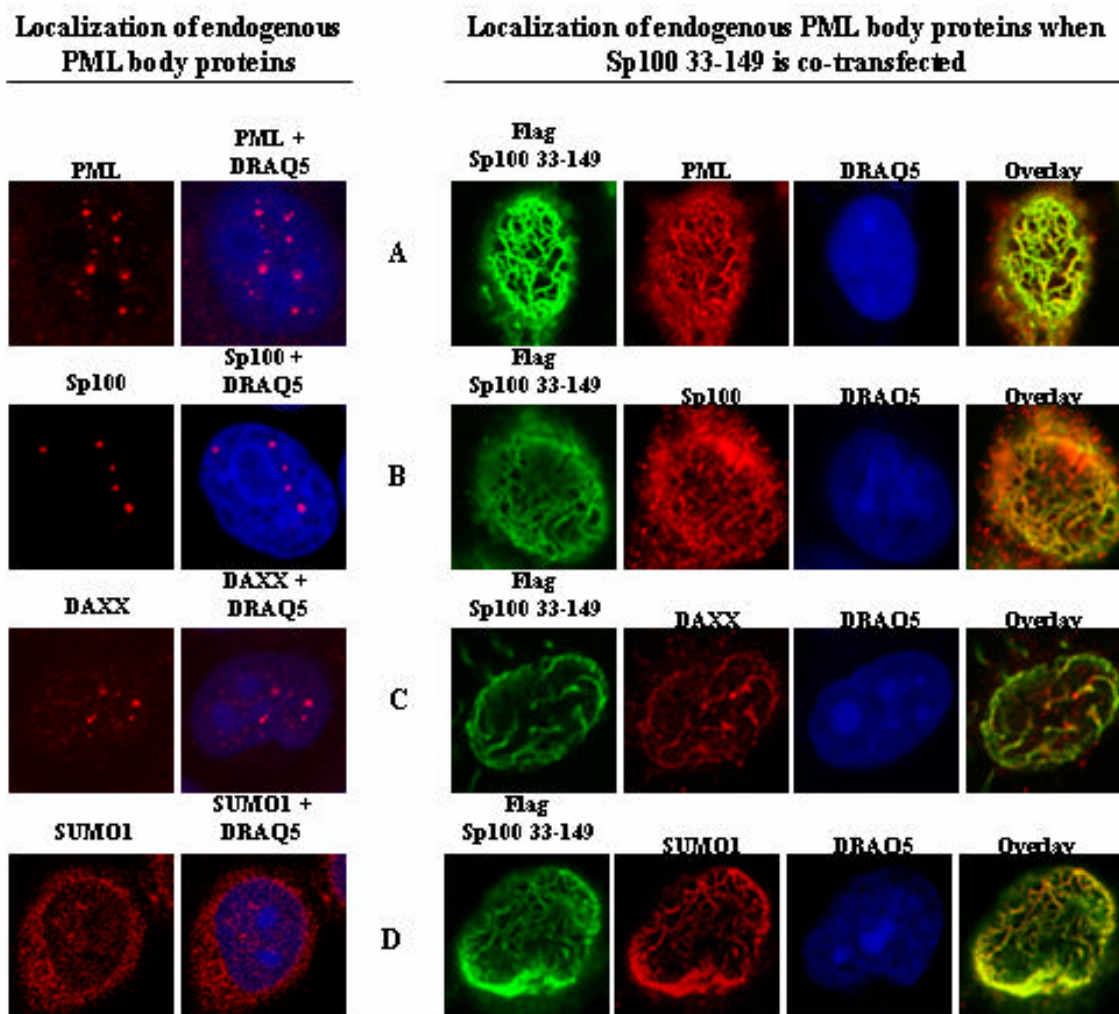 Localization of endogenous
PML body proteins
Localization of endogenous PML body proteins when
Sp100 33-149 is co-transfected
PML
PML +
DRAQ5
A
Flag
Sp100 33-149
PML
DRAQ5
Overlay
Sp100
Sp100 +
DRAQ5
B
Flag
Sp100 33-149
Sp100
DRAQ5
Overlay
DAXX
DAXX +
DRAQ5
C
Flag
Sp100 33-149
DAXX
DRAQ5
Overlay
SUMO1
SUMO1 +
DRAQ5
D
Flag
Sp100 33-149
SUMO1
DRAQ5
Overlay